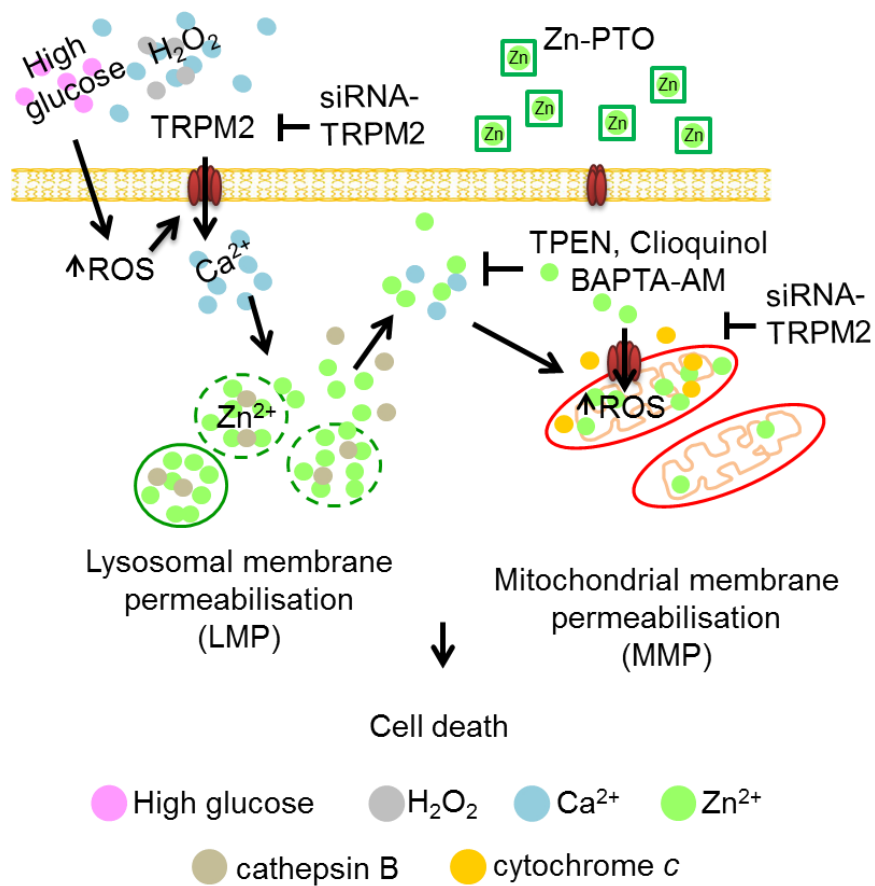 High
glucose
H₂O₂
Zn-PTO
Zn
Zn
Zn
Zn
Zn
TRPM2
siRNA-
TRPM2
↑ROS
Ca²⁺
TPEN, Clioquinol
BAPTA-AM
siRNA-
TRPM2
Zn²⁺
↑ROS
Lysosomal membrane
permeabilisation
(LMP)
Mitochondrial membrane
permeabilisation
(MMP)
Cell death
High glucose
H₂O₂
Ca²⁺
Zn²⁺
cathepsin B
cytochrome c